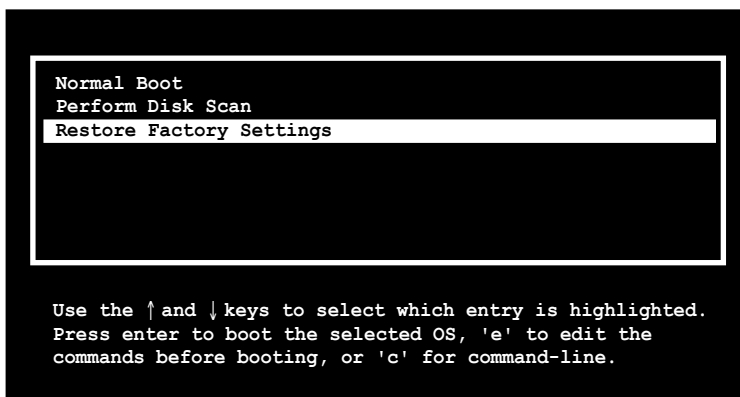 Normal Boot
Perform Disk Scan
Restore Factory Settings
Use the ↑ and ↓ keys to select which entry is highlighted.
Press enter to boot the selected OS, 'e' to edit the
commands before booting, or 'c' for command-line.